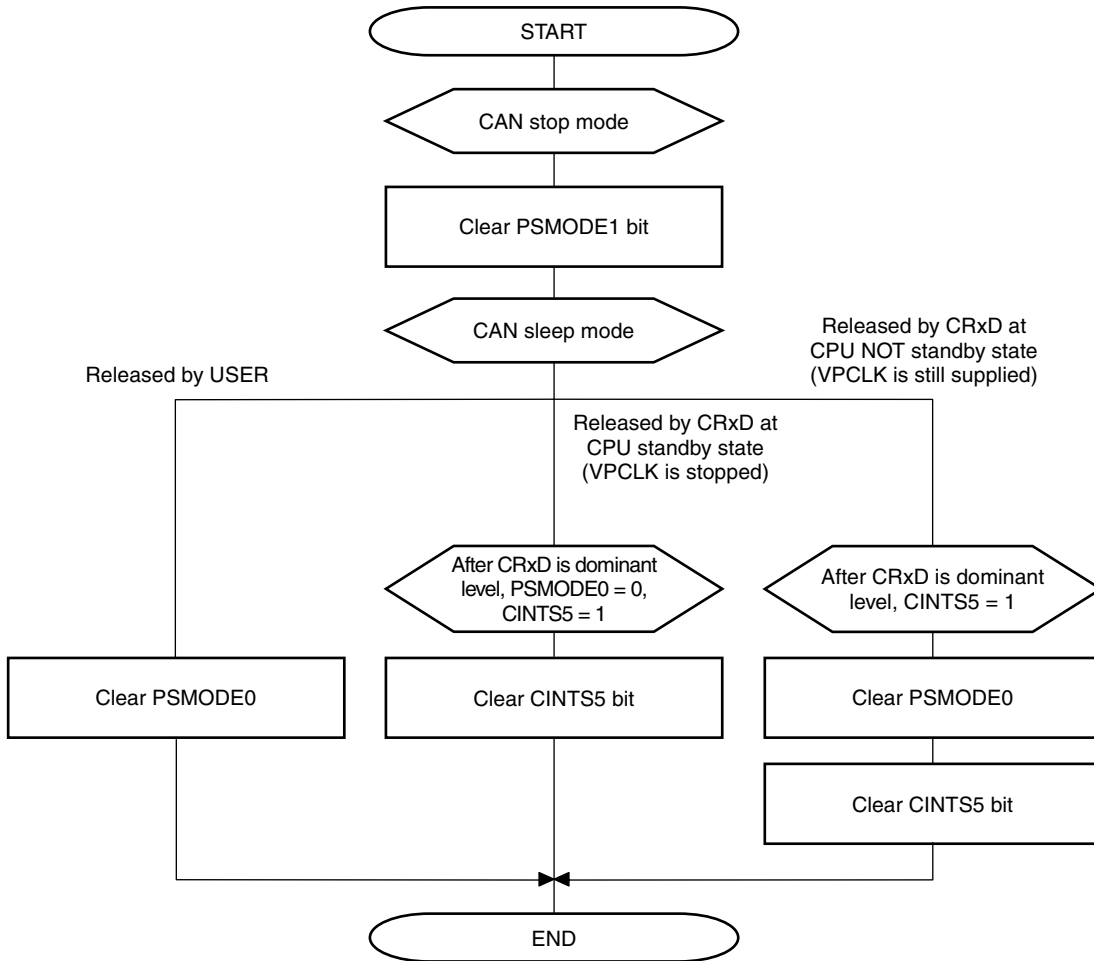 START
CAN stop mode
Clear PSMODE1 bit
CAN sleep mode
Released by USER
Released by CRxD at
CPU standby state
(VPCLK is stopped)
Released by CRxD at
CPU NOT standby state
(VPCLK is still supplied)
After CRxD is dominant
level, PSMODE0 = 0,
CINTS5 = 1
After CRxD is dominant
level, CINTS5 = 1
Clear PSMODE0
Clear CINTS5 bit
Clear PSMODE0
Clear CINTS5 bit
END